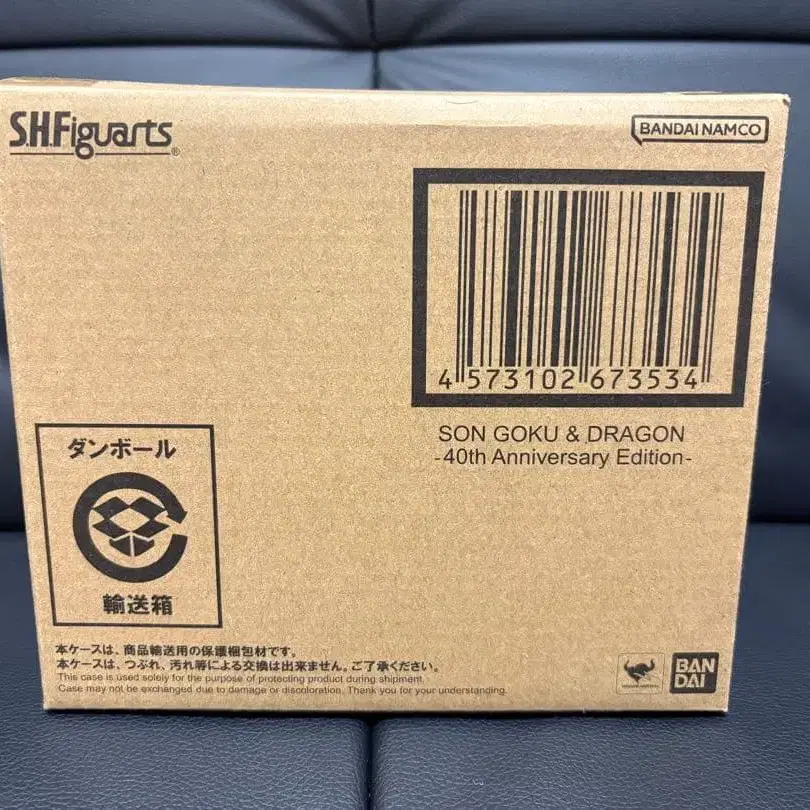 S.H.Figuarts
BANDAI NAMCO
4 573102 673534
SON GOKU & DRAGON
-40th Anniversary Edition-
ダンボール
輸送箱
本ケースは、商品輸送用の保護梱包材です。
本ケースは、つぶれ、汚れ等による交換は出来ません。ご了承ください。
This case is used solely for the purpose of protecting product during shipment.
Case may not be exchanged due to damage or discoloration. Thank you for your understanding.
BAN
DAI